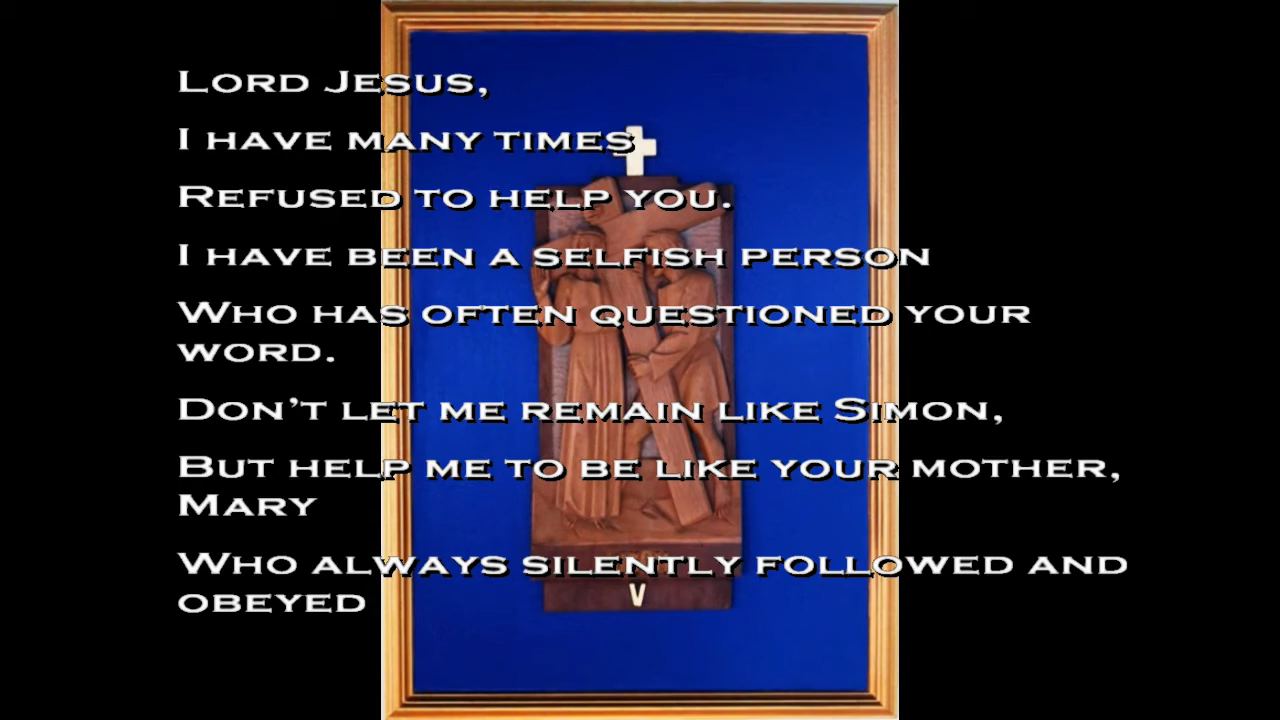 Lord Jesus,
I have many times
Refused to help you.
I have been a selfish person
Who has often questioned your
word.
Don't let me remain like Simon,
But help me to be like your mother,
Mary
Who always silently followed and
obeyed
V